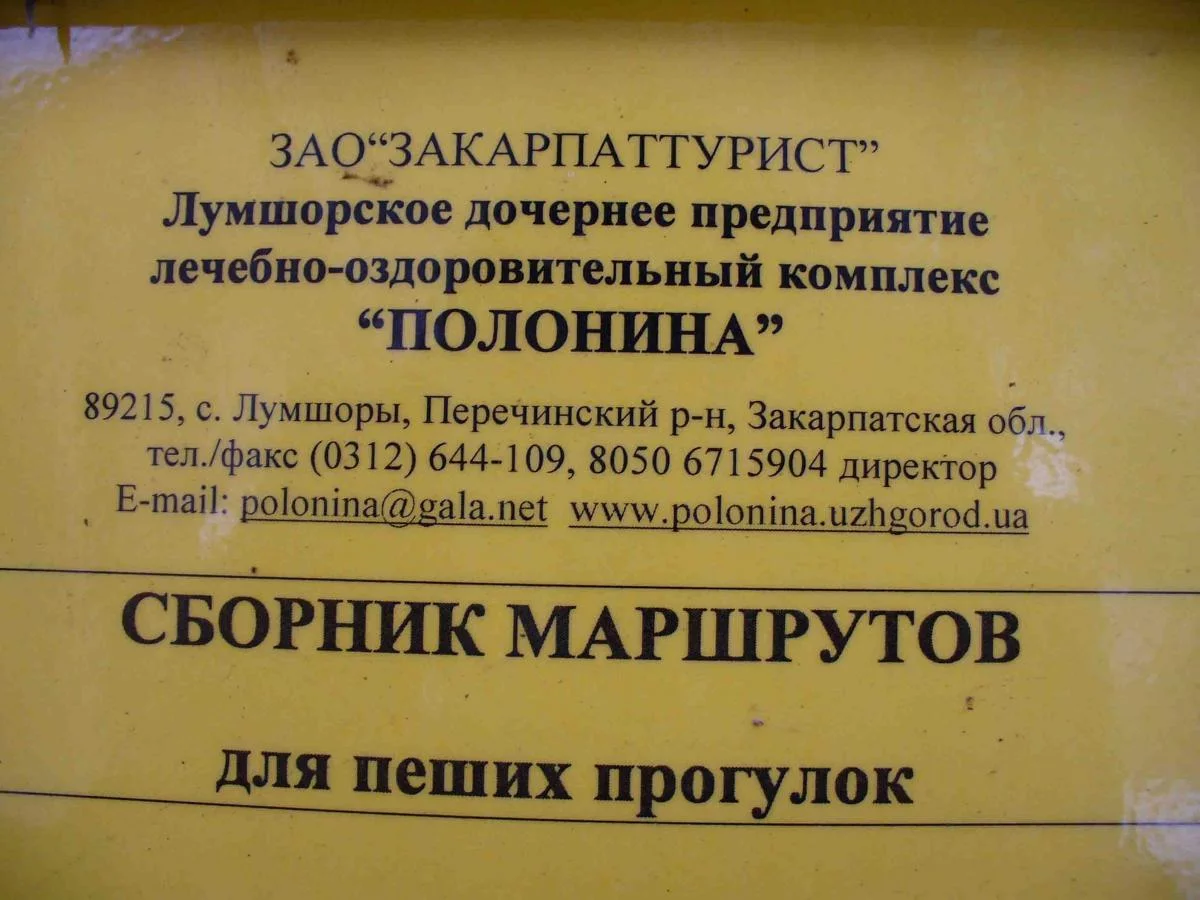 ЗАО“ЗАКАРПАТТУРИСТ”
Лумшорское дочернее предприятие
лечебно-оздоровительный комплекс
“ПОЛОНИНА”
89215, с. Лумшоры, Перечинский р-н, Закарпатская обл.,
тел./факс (0312) 644-109, 8050 6715904 директор
E-mail: polonina@gala.net www.polonina.uzhgorod.ua
СБОРНИК МАРШРУТОВ
для пеших прогулок